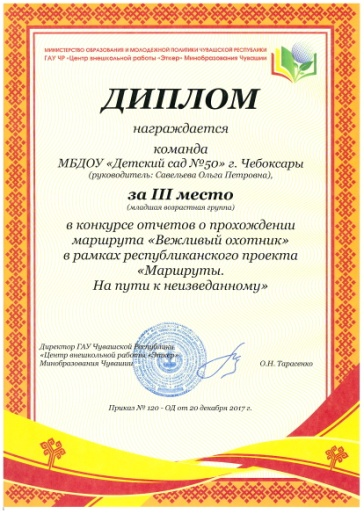 МИНИСТЕРСТВО ОБРАЗОВАНИЯ И МОЛОДЕЖНОЙ ПОЛИТИКИ ЧУВАШСКОЙ РЕСПУБЛИКИ
ГАУ ЧР «Центр внешкольной работы «Эткер» Минобразования Чувашии
ДИПЛОМ
награждается
команда
МБДОУ «Детский сад №50» г. Чебоксары
(руководитель: Савельева Ольга Петровна),
за III место
(младшая возрастная группа)
в конкурсе отчетов о прохождении
маршрута «Вежливый охотник»
в рамках республиканского проекта
«Маршруты.
На пути к неизведанному»
Директор ГАУ Чувашской Республики
«Центр внешкольной работы «Эткер»
Минобразования Чувашии
О.Н. Тарасенко
Приказ № 120 - ОД от 20 декабря 2017 г.